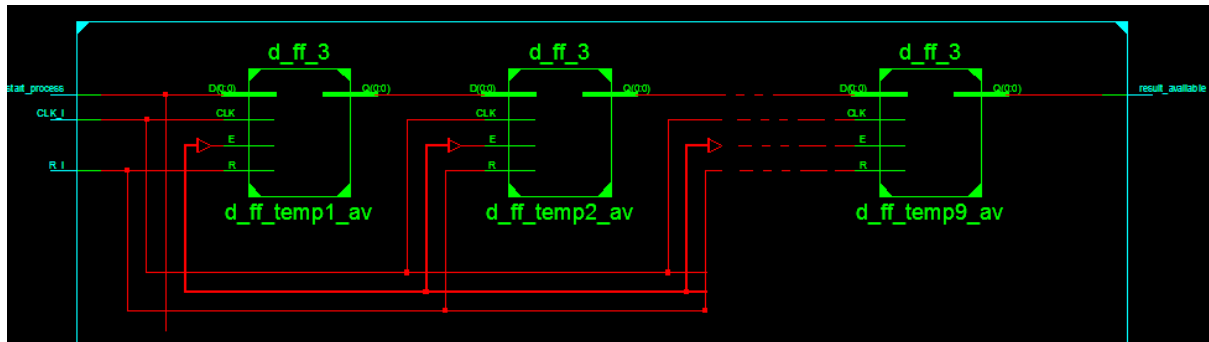 d_ff_3 d_ff_3 d_ff_3
start_process D(0:0) Q(0:0) D(0:0) Q(0:0) D(0:0) Q(0:0) result_available
CLK_I CLK CLK CLK
E E E
R_I R R R
d_ff_temp1_av d_ff_temp2_av d_ff_temp9_av